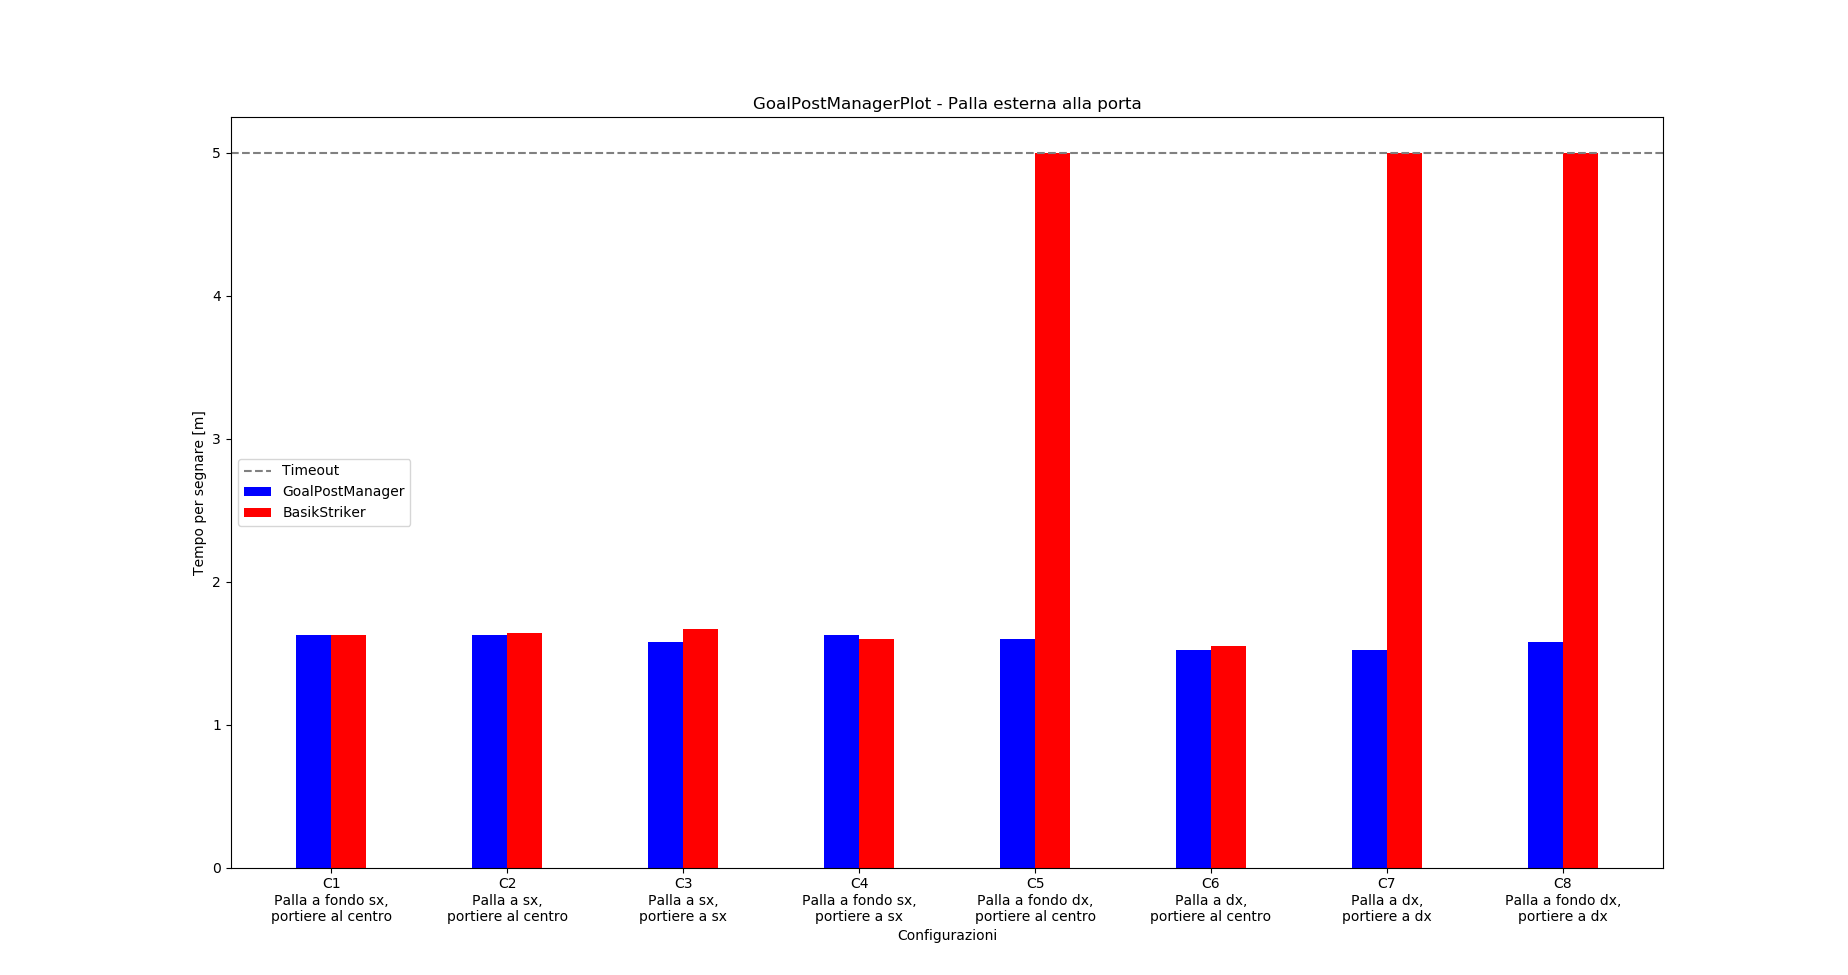 GoalPostManagerPlot - Palla esterna alla porta
5
4
3
2
1
0
Tempo per segnare [m]
Timeout
GoalPostManager
BasikStriker
C1
Palla a fondo sx,
portiere al centro
C2
Palla a sx,
portiere al centro
C3
Palla a sx,
portiere a sx
C4
Palla a fondo sx,
portiere a sx
C5
Palla a fondo dx,
portiere al centro
C6
Palla a dx,
portiere al centro
C7
Palla a dx,
portiere a dx
C8
Palla a fondo dx,
portiere a dx
Configurazioni